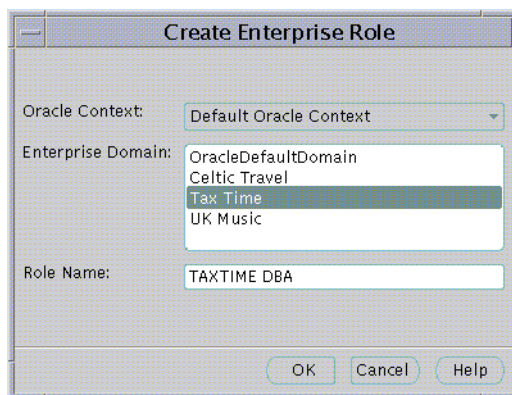 Create Enterprise Role
Oracle Context: Default Oracle Context
Enterprise Domain: OracleDefaultDomain
Celtic Travel
Tax Time
UK Music
Role Name: TAXTIME DBA
OK Cancel Help